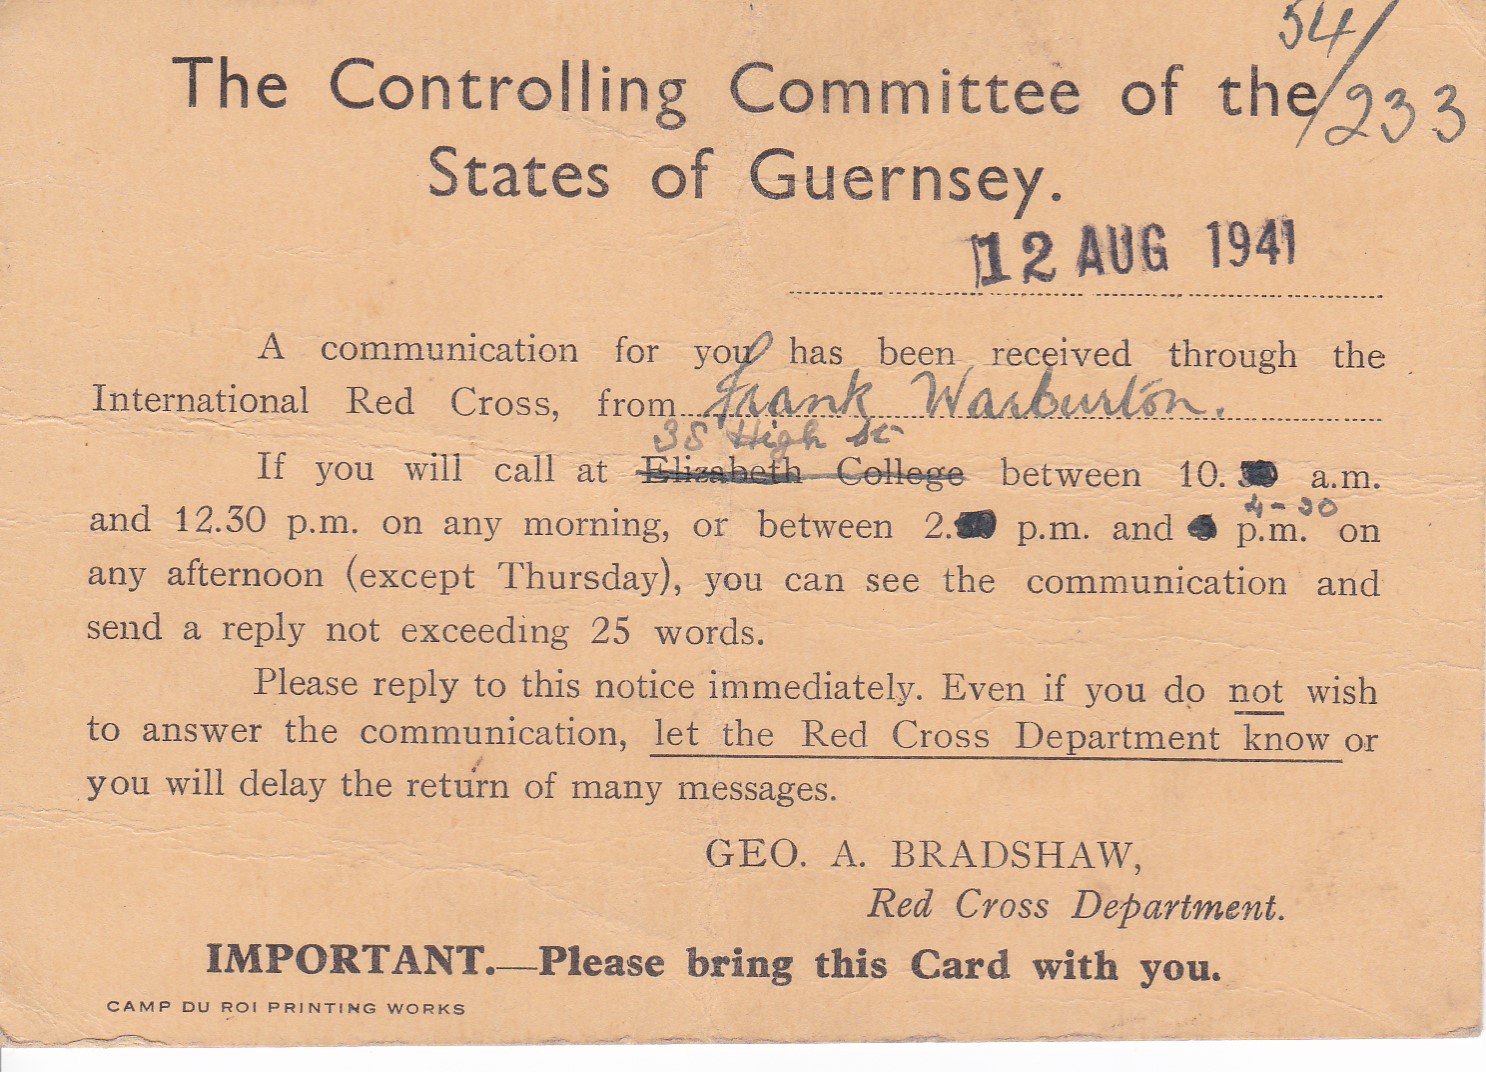 54/233
The Controlling Committee of the
States of Guernsey.
12 AUG 1941
A communication for you has been received through the
International Red Cross, from Frank Warburton.
38 High St
If you will call at Elizabeth College between 10. a.m.
4-30
and 12.30 p.m. on any morning, or between 2. p.m. and p.m. on
any afternoon (except Thursday), you can see the communication and
send a reply not exceeding 25 words.
Please reply to this notice immediately. Even if you do not wish
to answer the communication, let the Red Cross Department know or
you will delay the return of many messages.
GEO. A. BRADSHAW,
Red Cross Department.
IMPORTANT.—Please bring this Card with you.
CAMP DU ROI PRINTING WORKS